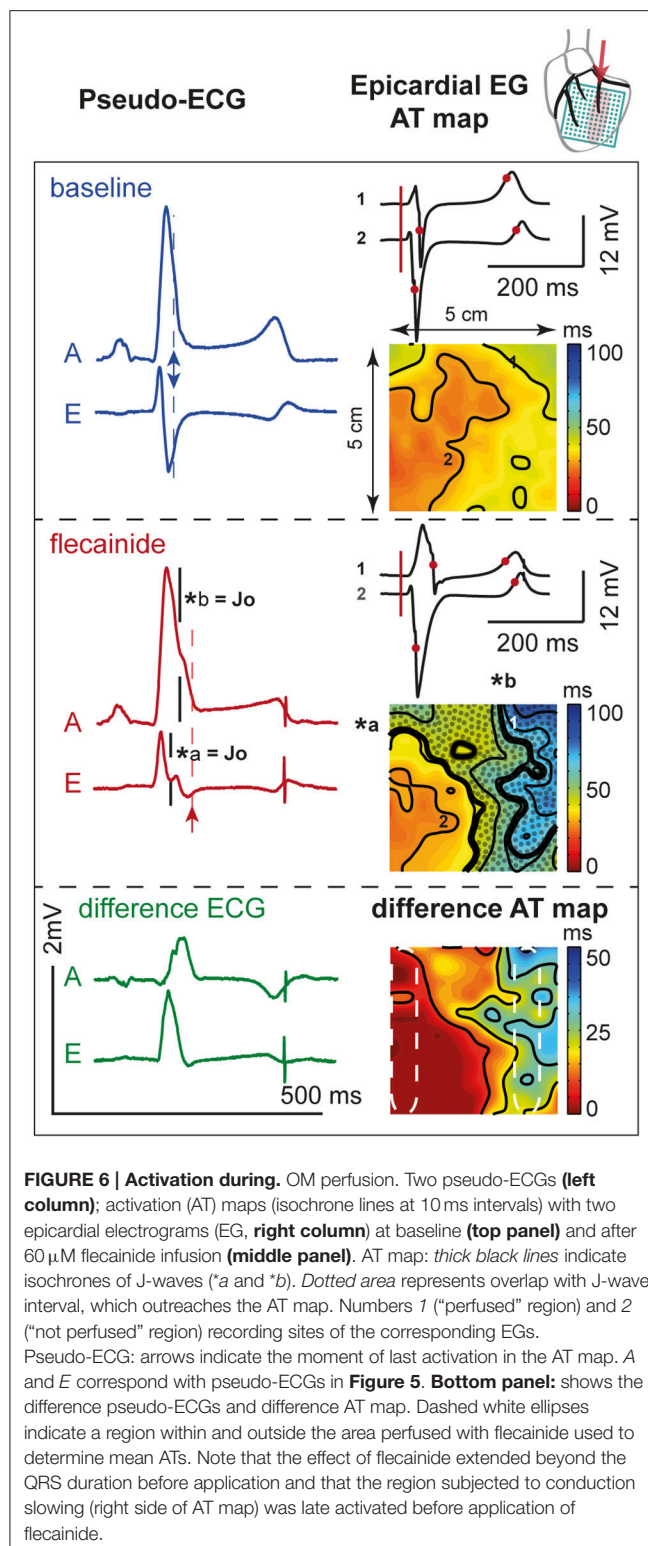 Pseudo-ECG
Epicardial EG
AT map
baseline
A
E
1
2
12 mV
200 ms
5 cm
5 cm
1
2
ms
100
50
0
flecainide
*b = Jo
A
*a = Jo
E
1
2
12 mV
200 ms
*b
*a
1
2
ms
100
50
0
difference ECG
difference AT map
2mV
A
E
500 ms
ms
50
25
0
FIGURE 6 | Activation during. OM perfusion. Two pseudo-ECGs (left
column); activation (AT) maps (isochrone lines at 10 ms intervals) with two
epicardial electrograms (EG, right column) at baseline (top panel) and after
60 μM flecainide infusion (middle panel). AT map: thick black lines indicate
isochrones of J-waves (*a and *b). Dotted area represents overlap with J-wave
interval, which outreaches the AT map. Numbers 1 ("perfused" region) and 2
("not perfused" region) recording sites of the corresponding EGs.
Pseudo-ECG: arrows indicate the moment of last activation in the AT map. A
and E correspond with pseudo-ECGs in Figure 5. Bottom panel: shows the
difference pseudo-ECGs and difference AT map. Dashed white ellipses
indicate a region within and outside the area perfused with flecainide used to
determine mean ATs. Note that the effect of flecainide extended beyond the
QRS duration before application and that the region subjected to conduction
slowing (right side of AT map) was late activated before application of
flecainide.